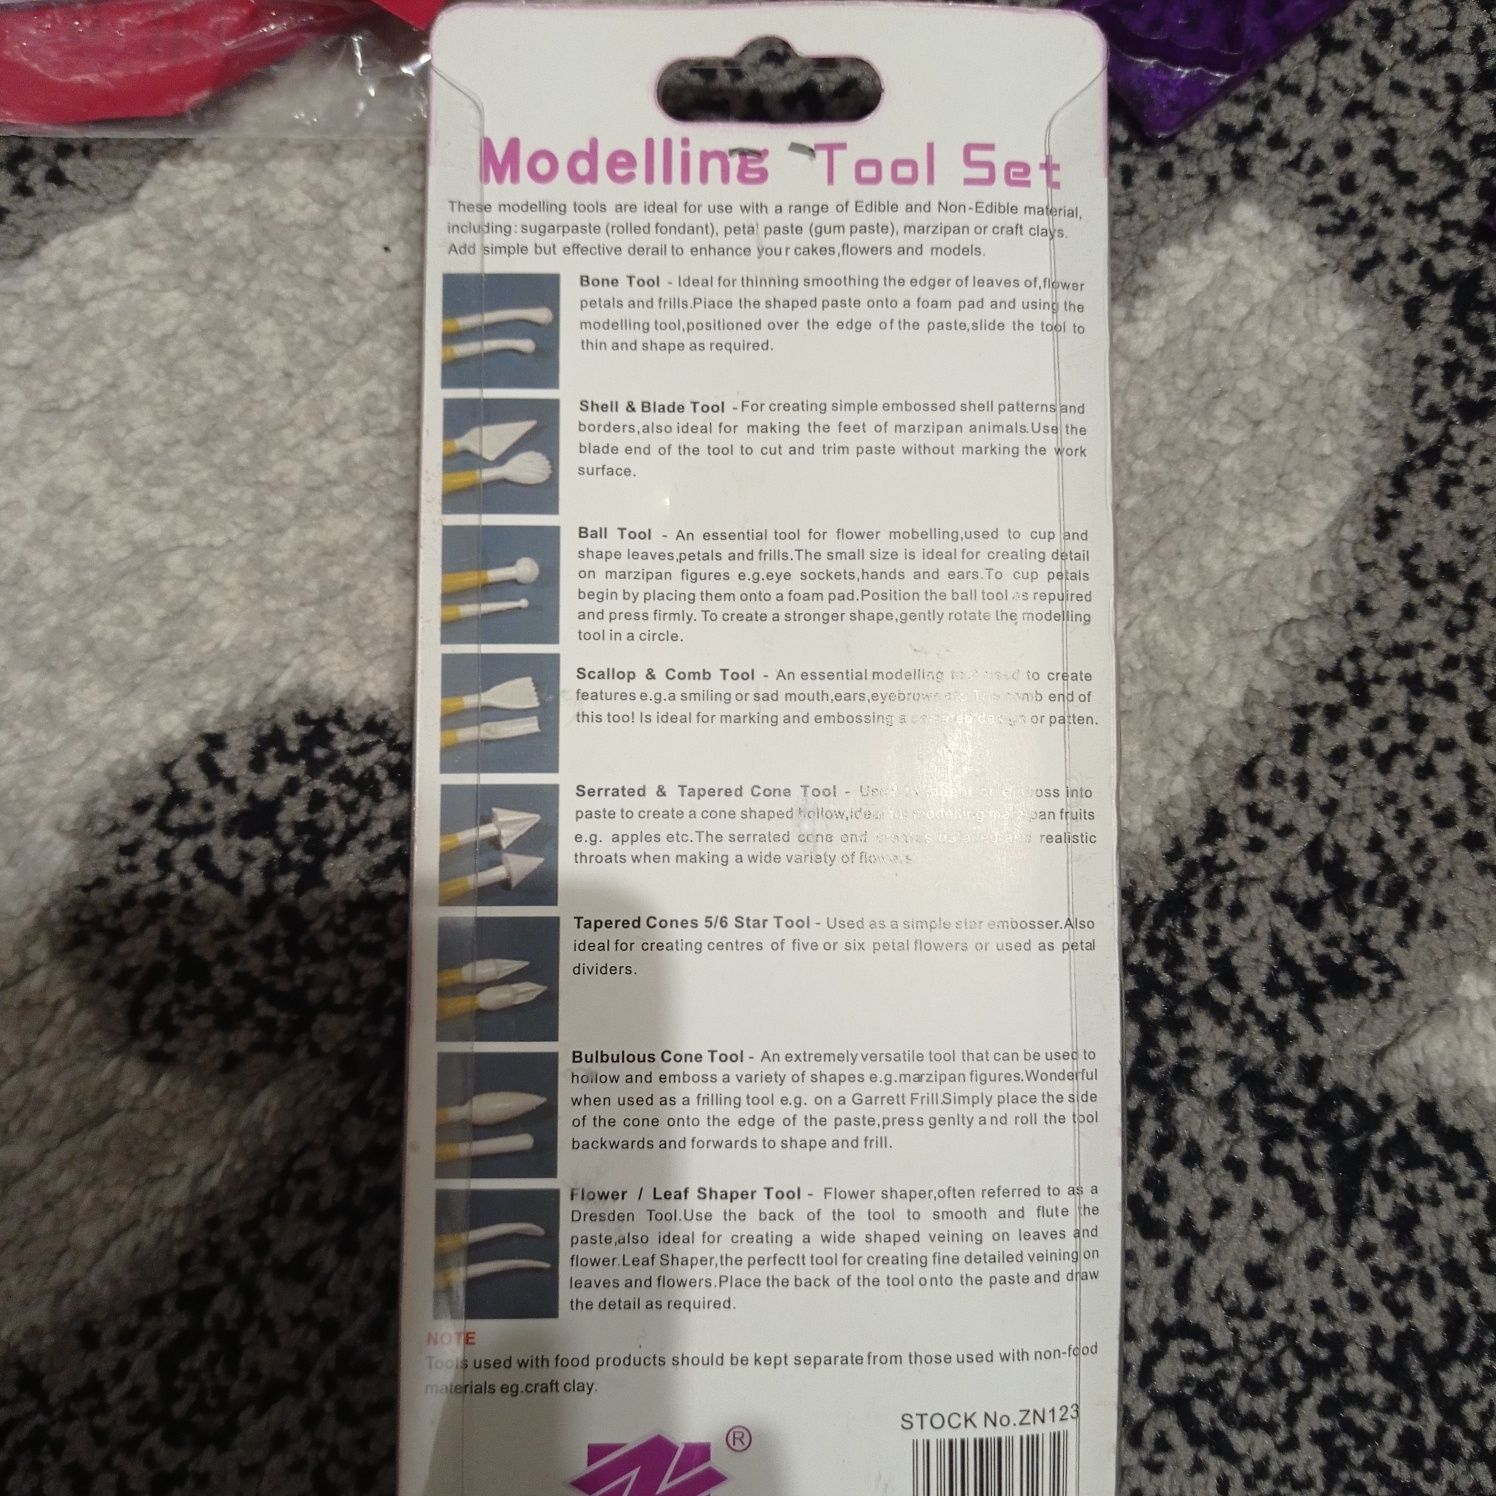 Modelling Tool Set
These modelling tools are ideal for use with a range of Edible and Non-Edible material,
including: sugarpaste (rolled fondant), petal paste (gum paste), marzipan or craft clays.
Add simple but effective derail to enhance your cakes,flowers and models.
Bone Tool - Ideal for thinning smoothing the edger of leaves of,flower
petals and frills.Piace the shaped paste onto a foam pad and using the
modelling tool,positioned over the edge of the paste,slide the tool to
thin and shape as required.
Shell & Blade Tool - For creating simple embossed shell patterns and
borders,also ideal for making the feet of marzipan animals.Use the
blade end of the tool to cut and trim paste without marking the work
surface.
Ball Tool - An essential tool for flower mobelling,used to cup and
shape leaves,petals and frills.The small size is ideal for creating detail
on marzipan figures e.g.eye sockets,hands and ears.To cup petals
begin by placing them onto a foam pad.Position the ball tool as repuired
and press firmly. To create a stronger shape,gently rotate the modelling
tool in a circle.
Scallop & Comb Tool - An essential modelling to create
features e.g.a smiling or sad mouth,ears,eyebrows end of
this too! Is ideal for marking and embossing a or patten.
Serrated & Tapered Cone Tool - into
paste to create a cone shaped hollow, modelling fruits
e.g. apples etc.The serrated cone end realistic
throats when making a wide variety of flowers
Tapered Cones 5/6 Star Tool - Used as a simple star embosser.Also
ideal for creating centres of five or six petal flowers or used as petal
dividers.
Bulbulous Cone Tool - An extremely versatile tool that can be used to
hollow and emboss a variety of shapes e.g.marzipan figures.Wonderful
when used as a frilling tool e.g. on a Garrett Frill.Simply place the side
of the cone onto the edge of the paste,press genlty and roll the tool
backwards and forwards to shape and frill.
Flower / Leaf Shaper Tool - Flower shaper,often referred to as a
Dresden Tool.Use the back of the tool to smooth and flute the
paste,also ideal for creating a wide shaped veining on leaves and
flower.Leaf Shaper,the perfectt tool for creating fine detailed veining on
leaves and flowers.Place the back of the tool onto the paste and draw
the detail as required.
NOTE
Tools used with food products should be kept separate from those used with non-food
materials eg.craft clay.
STOCK No.ZN123
®